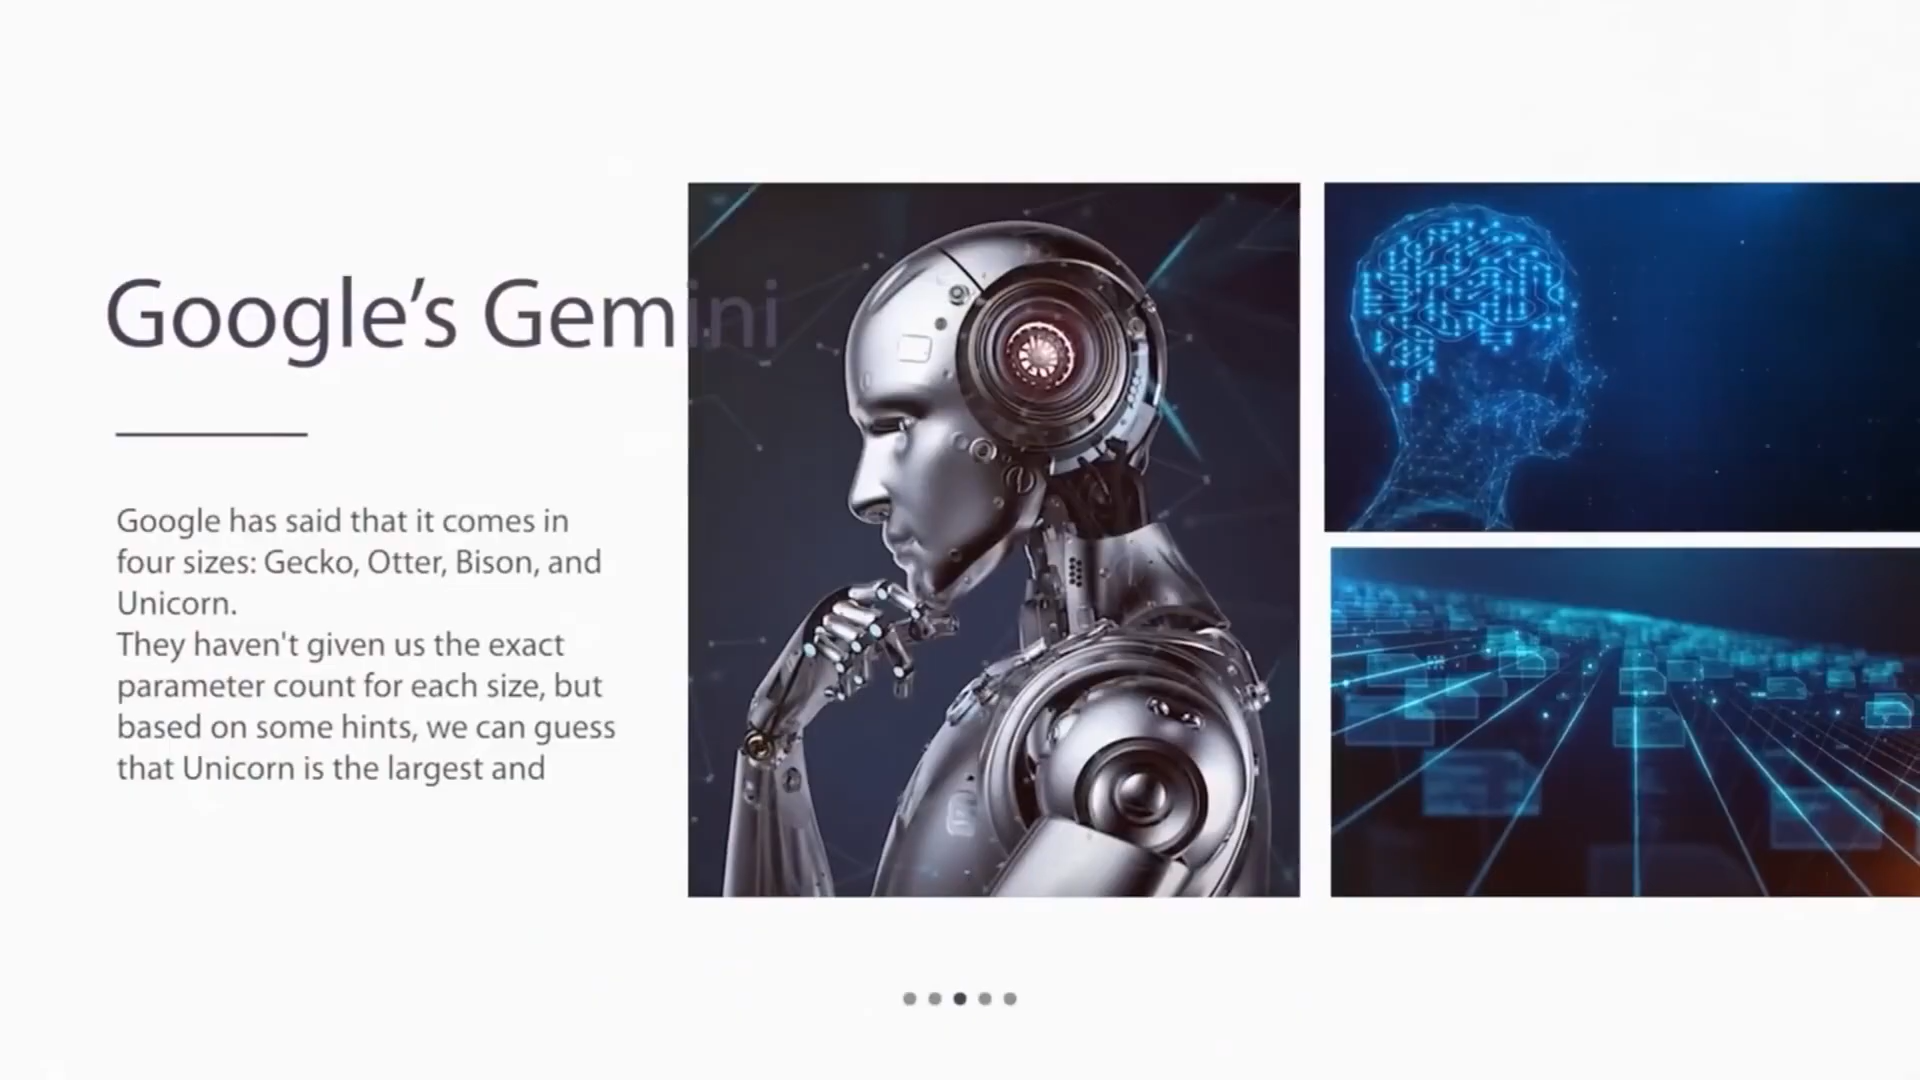 Google’s Gemini
Google has said that it comes in
four sizes: Gecko, Otter, Bison, and
Unicorn.
They haven't given us the exact
parameter count for each size, but
based on some hints, we can guess
that Unicorn is the largest and